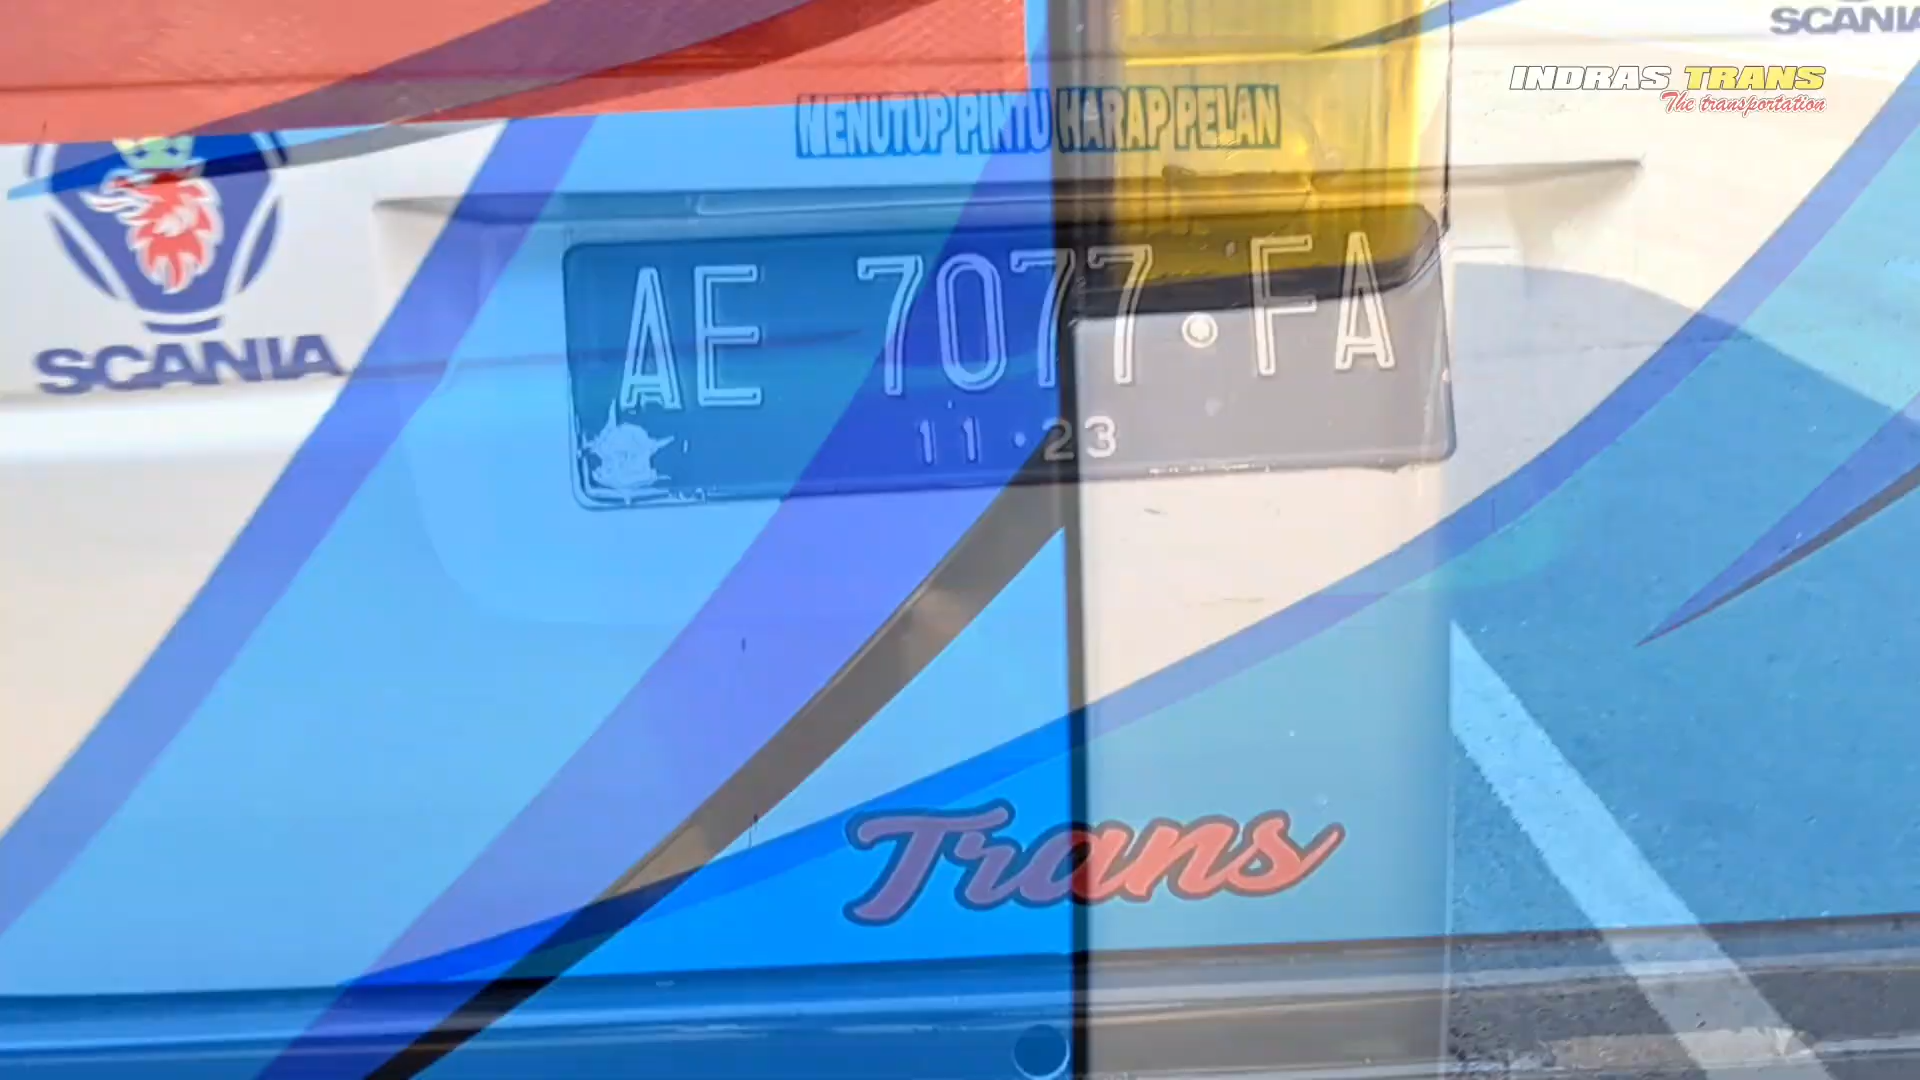 SCANIA
INDRAS TRANS
The transportation
MENUTUP PINTU HARAP PELAN
AE 7077 FA
11 • 23
SCANIA
Trans